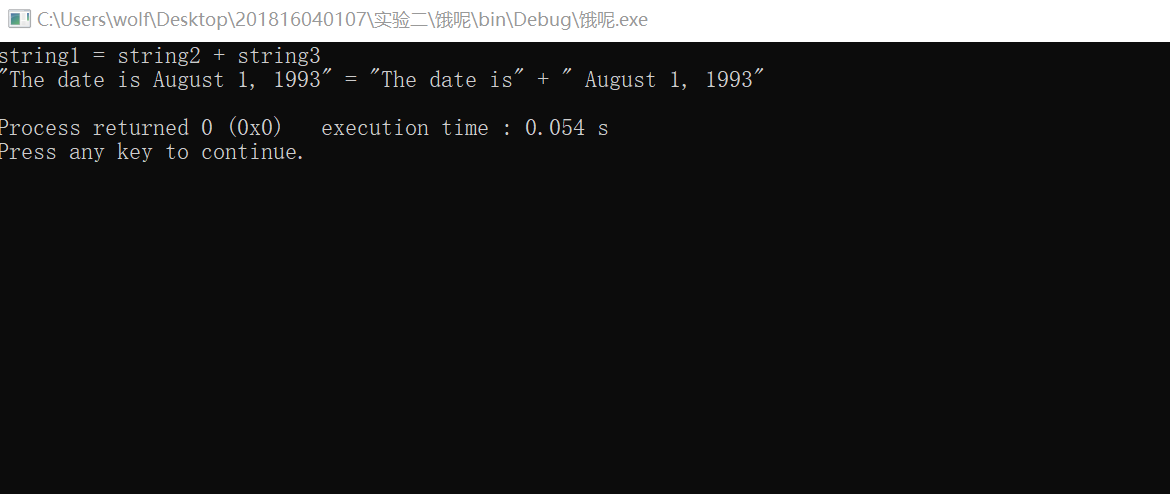 C:\Users\wolf\Desktop\201816040107\实验二\饿呢\bin\Debug\饿呢.exe
string1 = string2 + string3
"The date is August 1, 1993" = "The date is" + " August 1, 1993"
Process returned 0 (0x0)   execution time : 0.054 s
Press any key to continue.